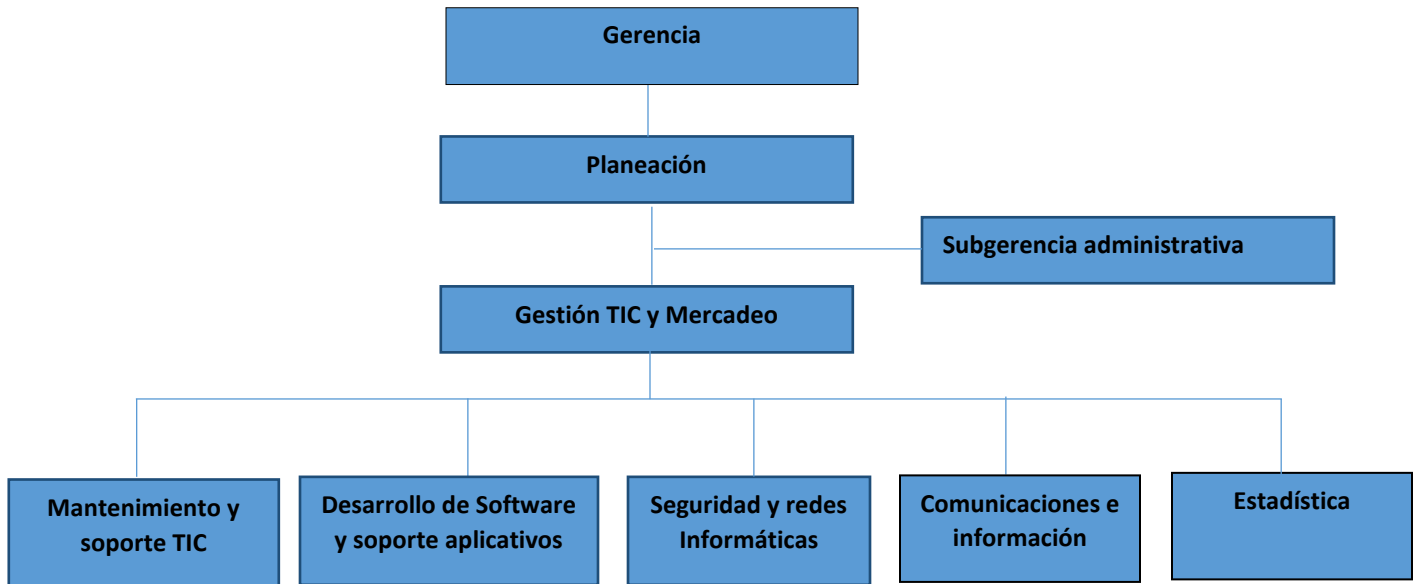 Gerencia
Planeación
Subgerencia administrativa
Gestión TIC y Mercadeo
Mantenimiento y
soporte TIC
Desarrollo de Software
y soporte aplicativos
Seguridad y redes
Informáticas
Comunicaciones e
información
Estadística